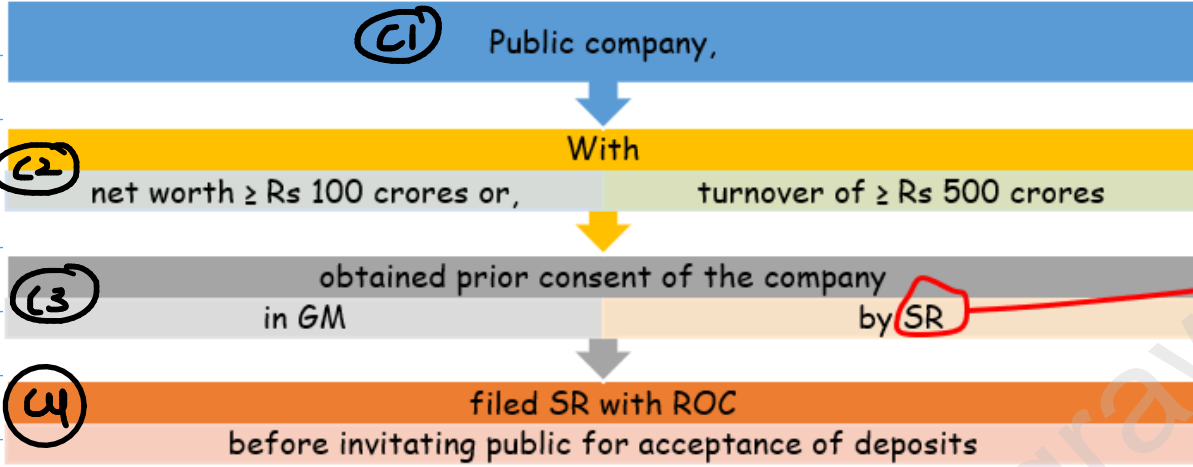 C1 Public company,
With
C2
net worth ≥ Rs 100 crores or, turnover of ≥ Rs 500 crores
obtained prior consent of the company
C3
in GM by SR
C4 filed SR with ROC
before invitating public for acceptance of deposits